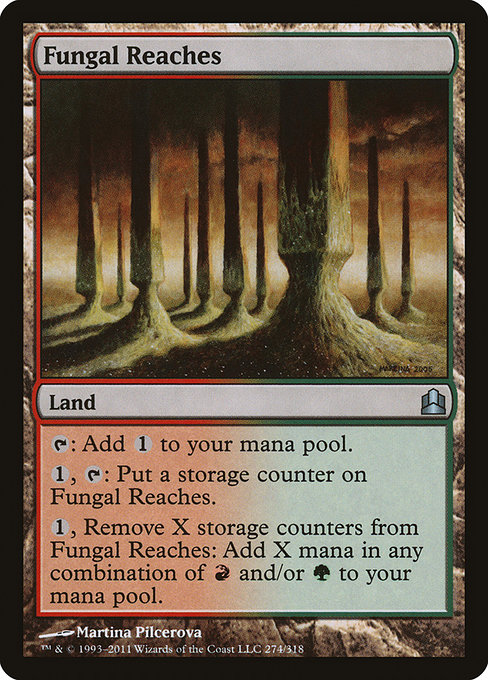 Fungal Reaches
MARTINA 2005
Land
: Add 1 to your mana pool.
1, : Put a storage counter on
Fungal Reaches.
1, Remove X storage counters from
Fungal Reaches: Add X mana in any
combination of and/or to your
mana pool.
Martina Pilcerova
™ & © 1993–2011 Wizards of the Coast LLC 274/318